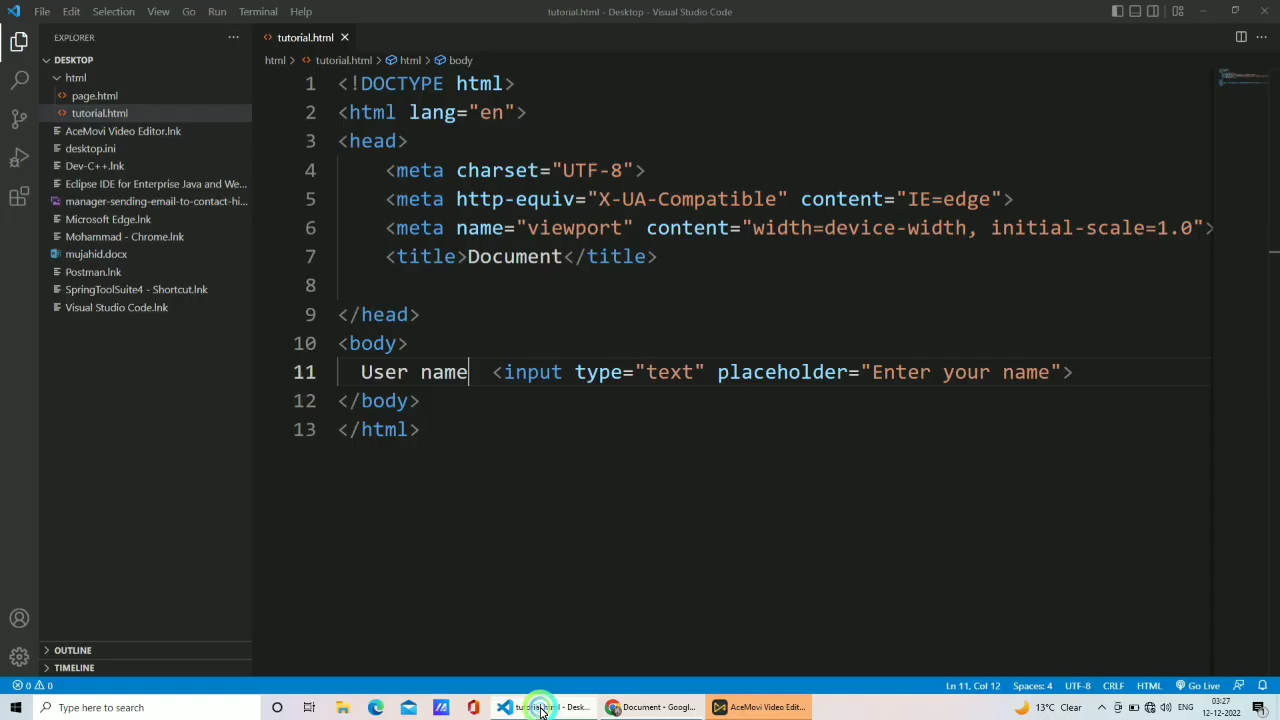 File Edit Selection View Go Run Terminal Help
tutorial.html - Desktop - Visual Studio Code
EXPLORER
tutorial.html
DESKTOP
html > tutorial.html > html > body
html
page.html
tutorial.html
AceMovi Video Editor.lnk
desktop.ini
Dev-C++.lnk
Eclipse IDE for Enterprise Java and We...
manager-sending-email-to-contact-hi...
Microsoft Edge.lnk
Mohammad - Chrome.lnk
mujahid.docx
Postman.lnk
SpringToolSuite4 - Shortcut.lnk
Visual Studio Code.lnk
1 <!DOCTYPE html>
2 <html lang="en">
3 <head>
4 <meta charset="UTF-8">
5 <meta http-equiv="X-UA-Compatible" content="IE=edge">
6 <meta name="viewport" content="width=device-width, initial-scale=1.0">
7 <title>Document</title>
8
9 </head>
10 <body>
11 User name <input type="text" placeholder="Enter your name">
12 </body>
13 </html>
OUTLINE
TIMELINE
0 0
Ln 11, Col 12 Spaces: 4 UTF-8 CRLF HTML Go Live
Type here to search
tutorial.html - Desk...
Document - Googl...
AceMovi Video Edit...
13°C Clear
ENG
03:27
12-12-2022
1